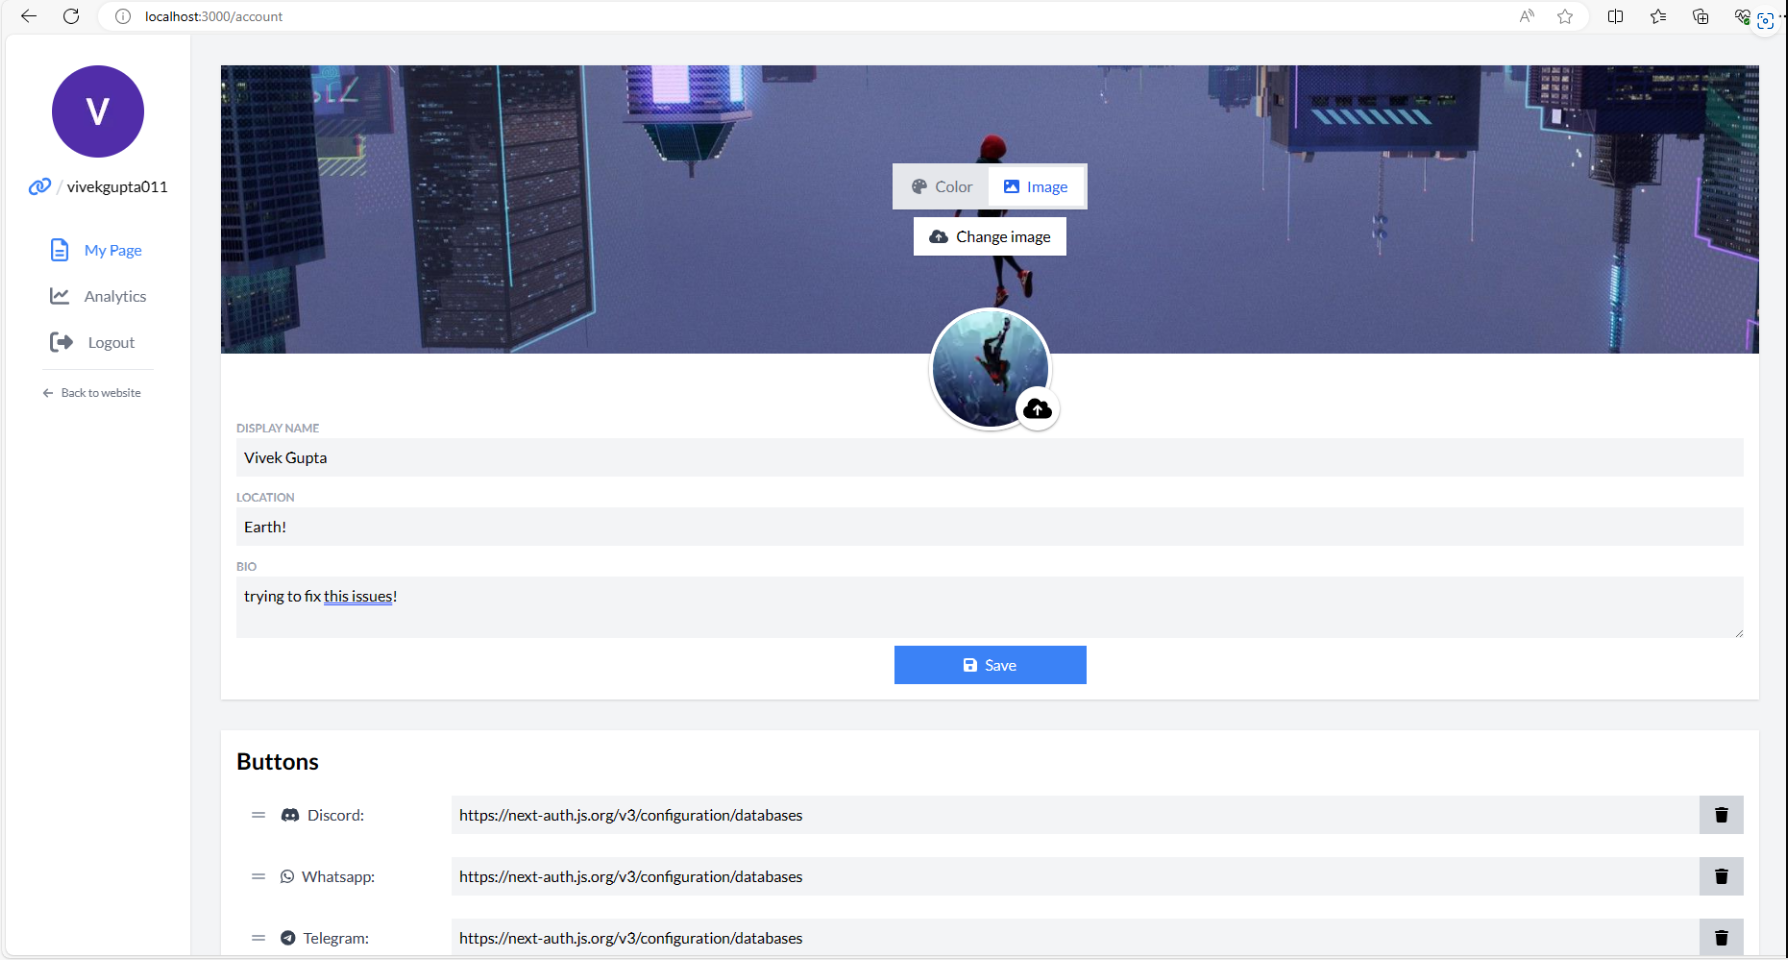 localhost:3000/account
V
/ vivekgupta011
My Page
Analytics
Logout
Back to website
Color
Image
Change image
DISPLAY NAME
Vivek Gupta
LOCATION
Earth!
BIO
trying to fix this issues!
Save
Buttons
Discord: https://next-auth.js.org/v3/configuration/databases
Whatsapp: https://next-auth.js.org/v3/configuration/databases
Telegram: https://next-auth.js.org/v3/configuration/databases